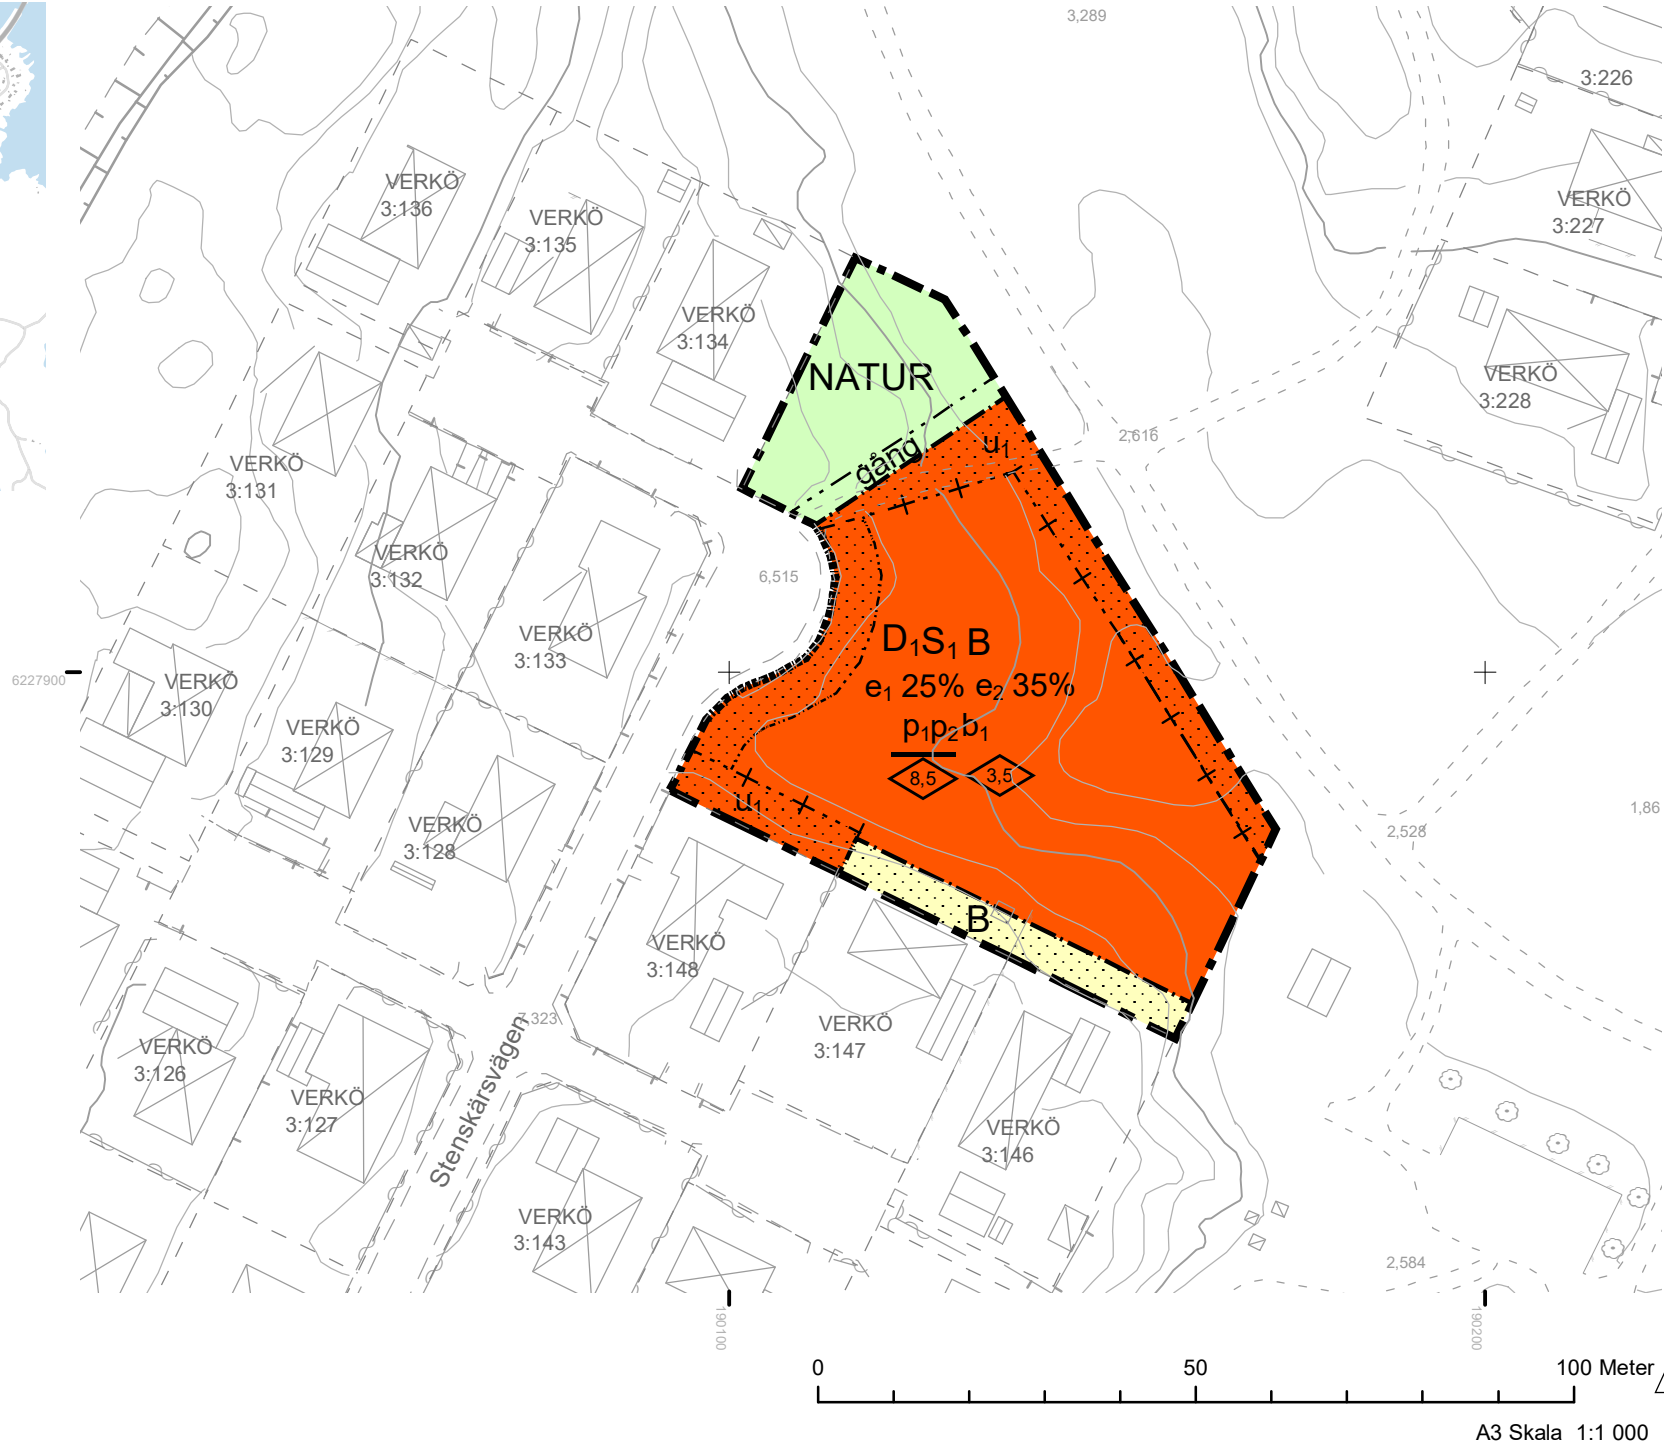 3,289
3:226
VERKÖ
3:136
VERKÖ
3:135
VERKÖ
3:227
VERKÖ
3:134
NATUR
VERKÖ
3:228
gång
u1
2,616
VERKÖ
3:131
VERKÖ
3:132
6,515
VERKÖ
3:133
D1S1 B
e1 25% e2 35%
p1p2b1
8,5
3,5
6227900
VERKÖ
3:130
VERKÖ
3:129
u1
VERKÖ
3:128
2,528
1,86
B
VERKÖ
3:148
VERKÖ
3:147
7,323
Stenskärsvägen
VERKÖ
3:126
VERKÖ
3:127
VERKÖ
3:146
VERKÖ
3:143
2,584
190100
190200
0 50 100 Meter
A3 Skala 1:1 000